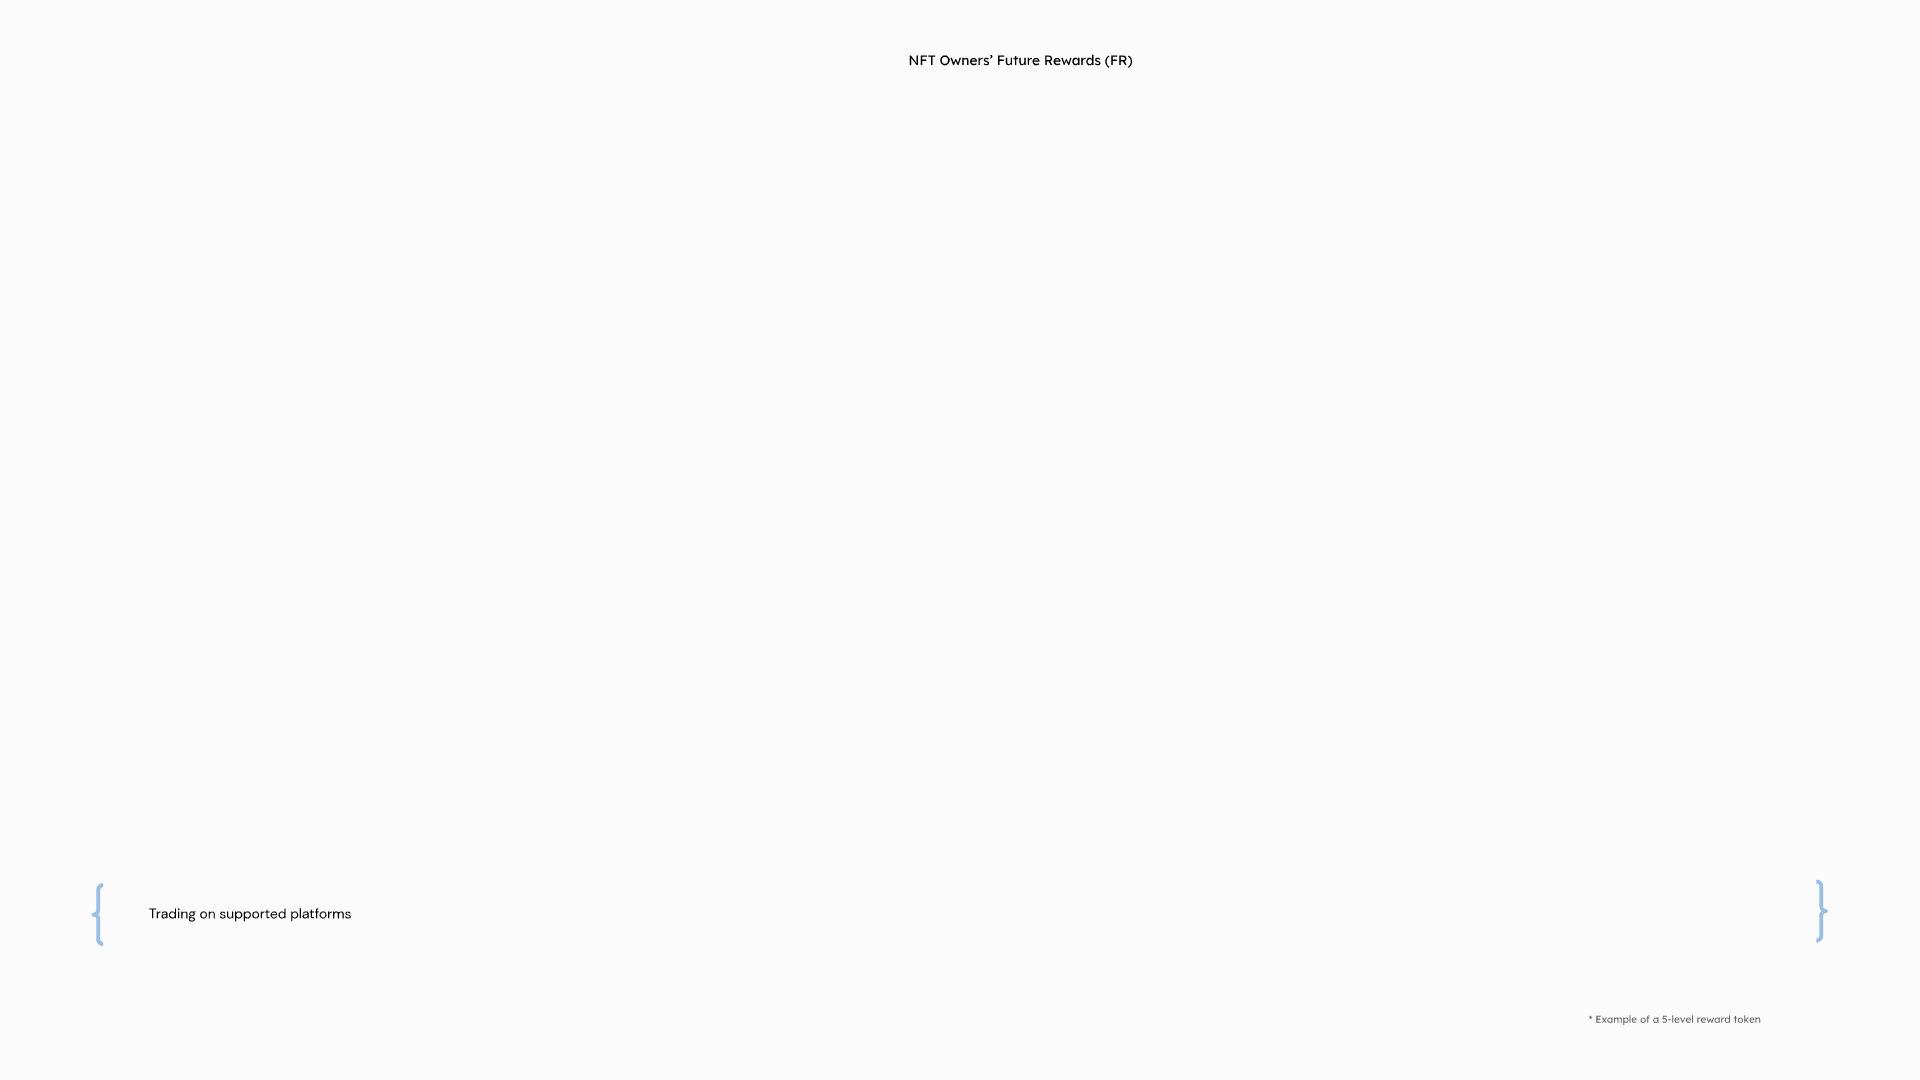 NFT Owners’ Future Rewards (FR)
{ Trading on supported platforms }
* Example of a 5-level reward token